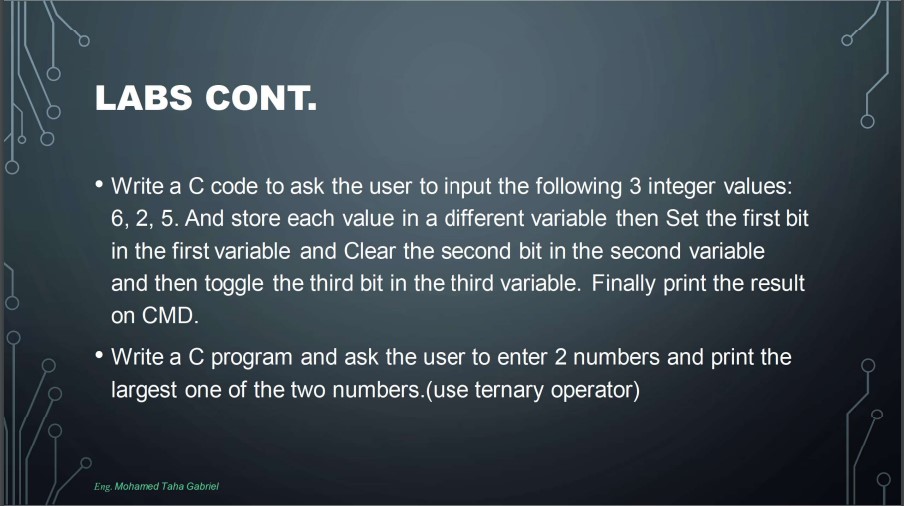 LABS CONT.
• Write a C code to ask the user to input the following 3 integer values:
6, 2, 5. And store each value in a different variable then Set the first bit
in the first variable and Clear the second bit in the second variable
and then toggle the third bit in the third variable. Finally print the result
on CMD.
• Write a C program and ask the user to enter 2 numbers and print the
largest one of the two numbers.(use ternary operator)
Eng. Mohamed Taha Gabriel